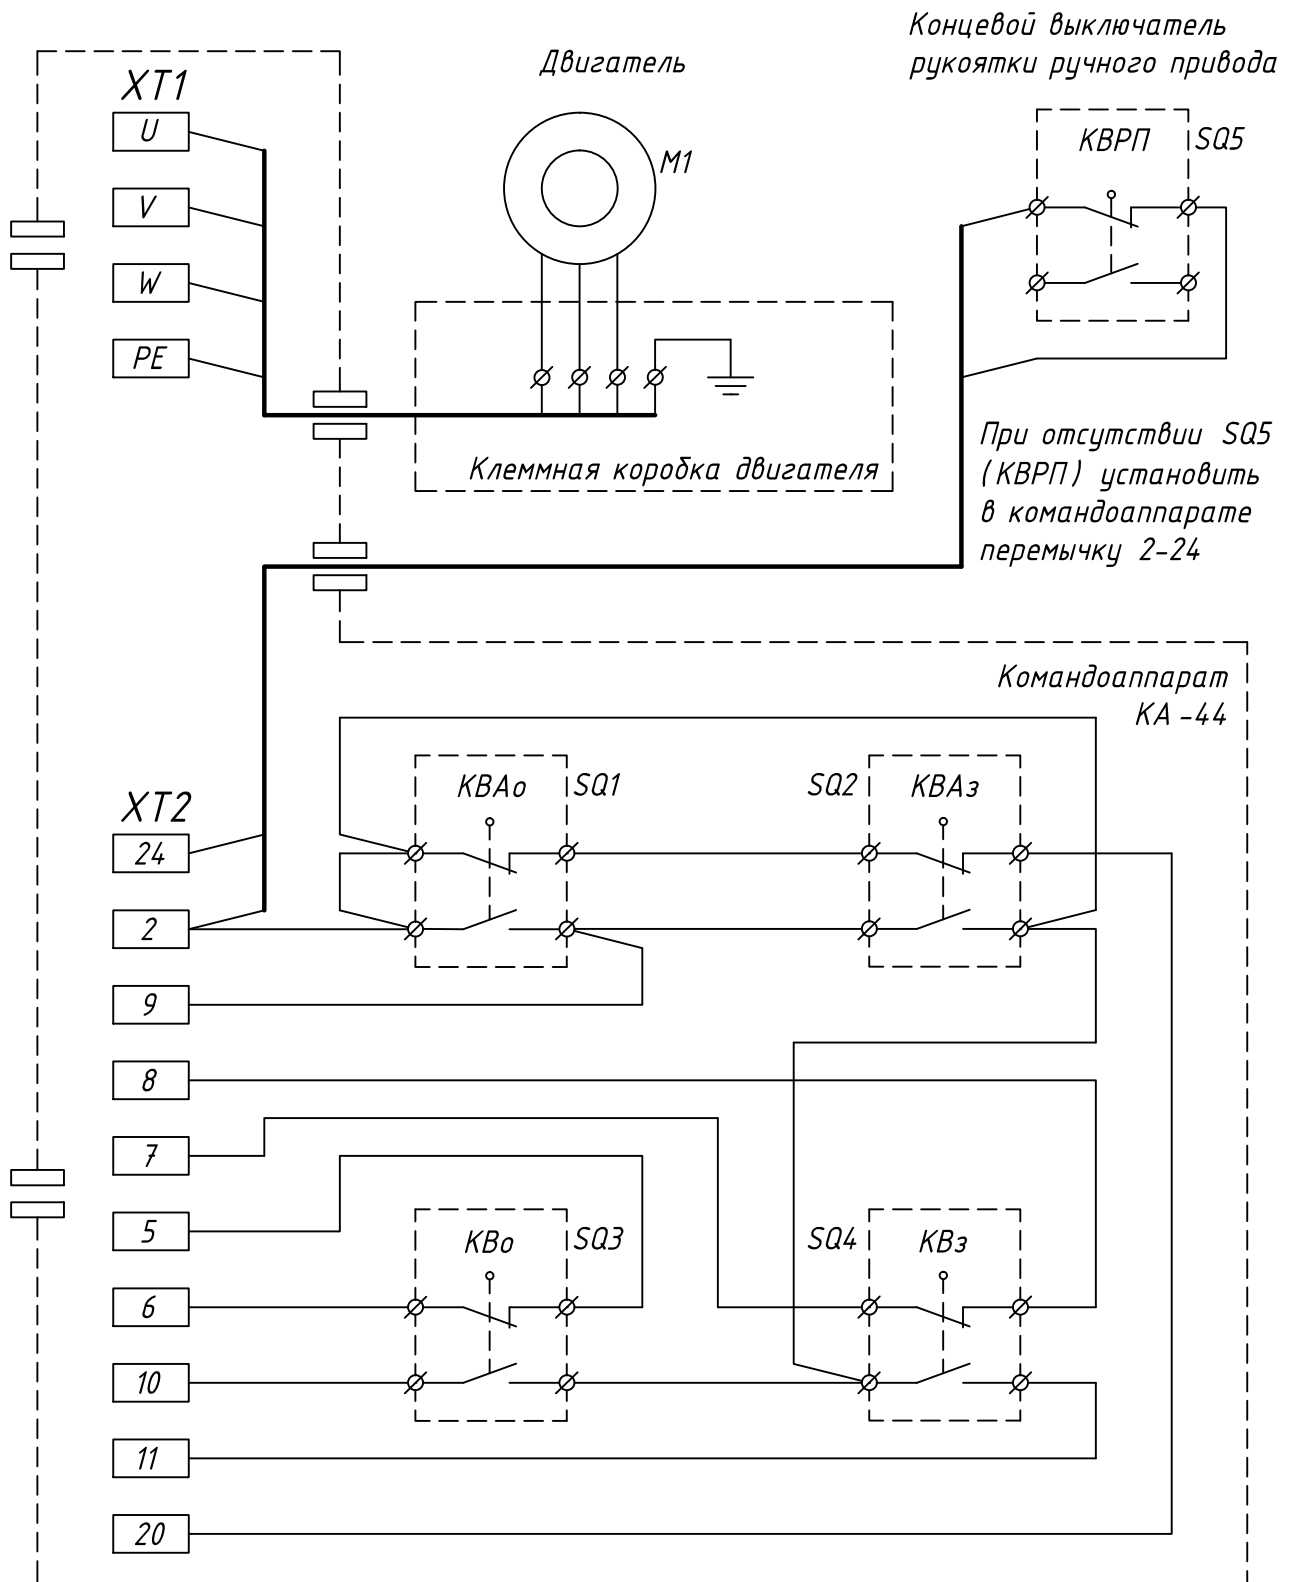 Концевой выключатель
рукоятки ручного привода
Двигатель
XT1
U
V
W
PE
M1
КВРП
SQ5
Клеммная коробка двигателя
При отсутствии SQ5
(КВРП) установить
в командоаппарате
перемычку 2-24
Командоаппарат
КА-44
КВАо
SQ1
SQ2
КВАз
XT2
24
2
9
8
7
5
6
10
11
20
КВо
SQ3
SQ4
КВз